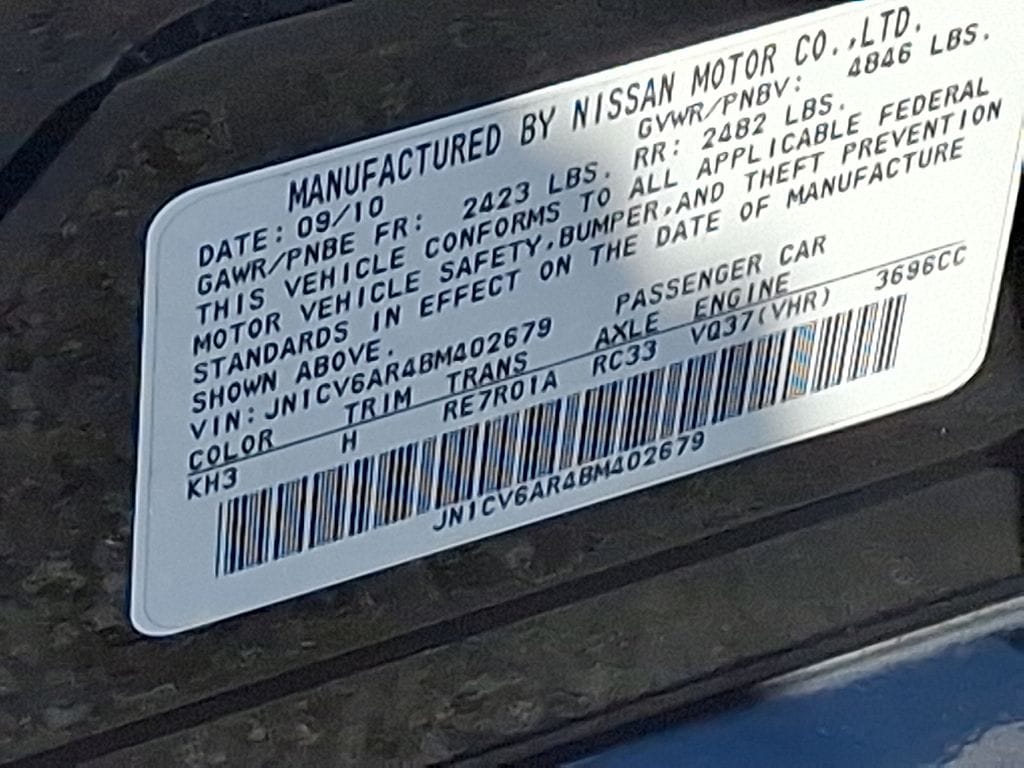 MANUFACTURED BY NISSAN MOTOR CO.,LTD.
DATE: 09/10 GVWR/PNBV: 4846 LBS.
GAWR/PNBE FR: 2423 LBS. RR: 2482 LBS.
THIS VEHICLE CONFORMS TO ALL APPLICABLE FEDERAL
MOTOR VEHICLE SAFETY,BUMPER,AND THEFT PREVENTION
STANDARDS IN EFFECT ON THE DATE OF MANUFACTURE
SHOWN ABOVE.
VIN: JN1CV6AR4BM402679 PASSENGER CAR
COLOR TRIM TRANS AXLE ENGINE
KH3 H RE7R01A RC33 VQ37(VHR) 3696CC
JN1CV6AR4BM402679